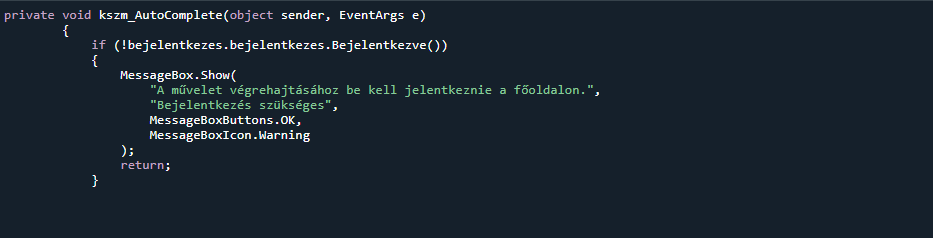 private void kszm_AutoComplete(object sender, EventArgs e)
{
if (!bejelentkezes.bejelentkezes.Bejelentkezve())
{
MessageBox.Show(
"A művelet végrehajtásához be kell jelentkeznie a főoldalon.",
"Bejelentkezés szükséges",
MessageBoxButtons.OK,
MessageBoxIcon.Warning
);
return;
}